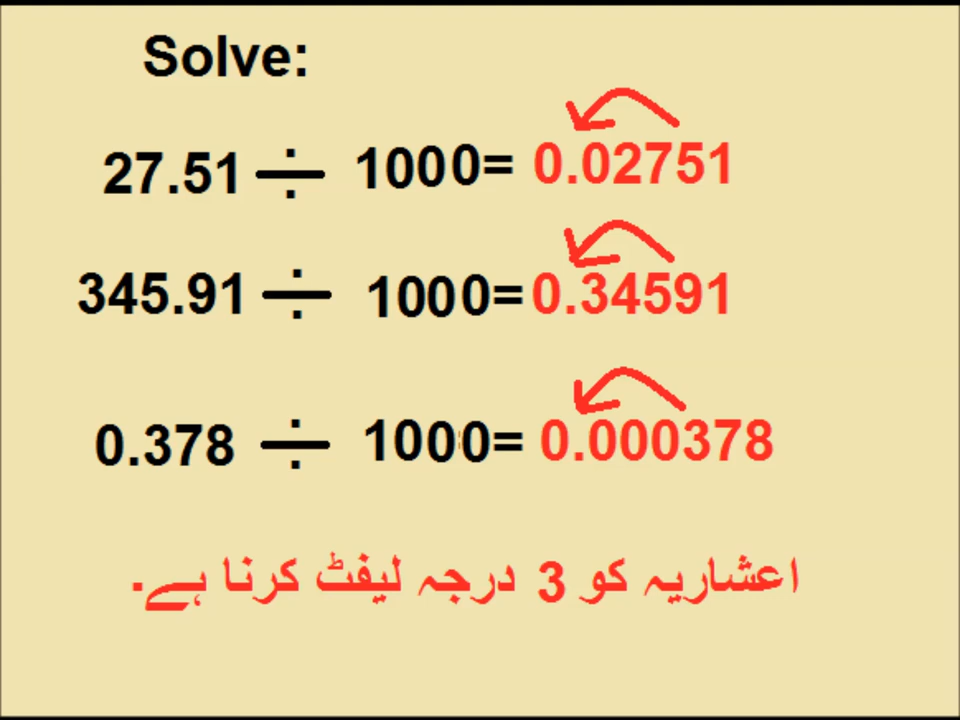 Solve:
27.51 ÷ 1000= 0.02751
345.91 ÷ 1000= 0.34591
0.378 ÷ 1000= 0.000378
اعشاریہ کو 3 درجہ لیفٹ کرنا ہے۔